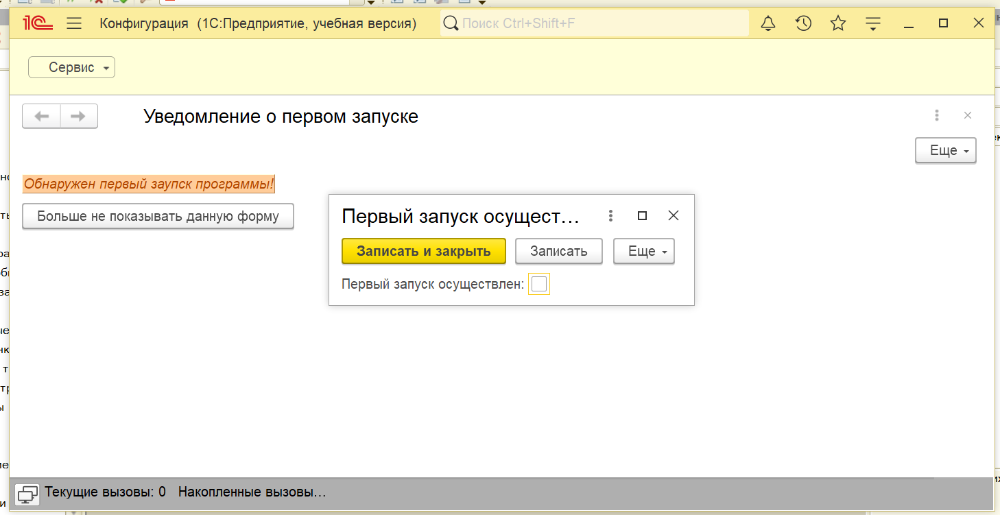 1С Конфигурация (1С:Предприятие, учебная версия) Поиск Ctrl+Shift+F
Сервис
Уведомление о первом запуске
Еще
Обнаружен первый заупск программы!
Больше не показывать данную форму
Первый запуск осущест...
Записать и закрыть Записать Еще
Первый запуск осуществлен:
Текущие вызовы: 0 Накопленные вызовы...